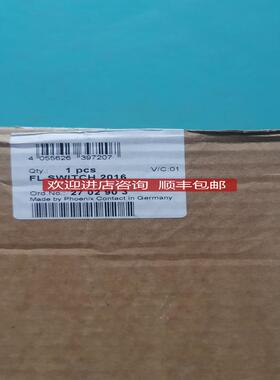 4 055626 397207
Qty.: 1 pcs V/C:01
FL SWITCH 2016
欢迎进店咨询 顺丰包邮
Ord.No.: 27 02 90 3
Made by Phoenix Contact in Germany